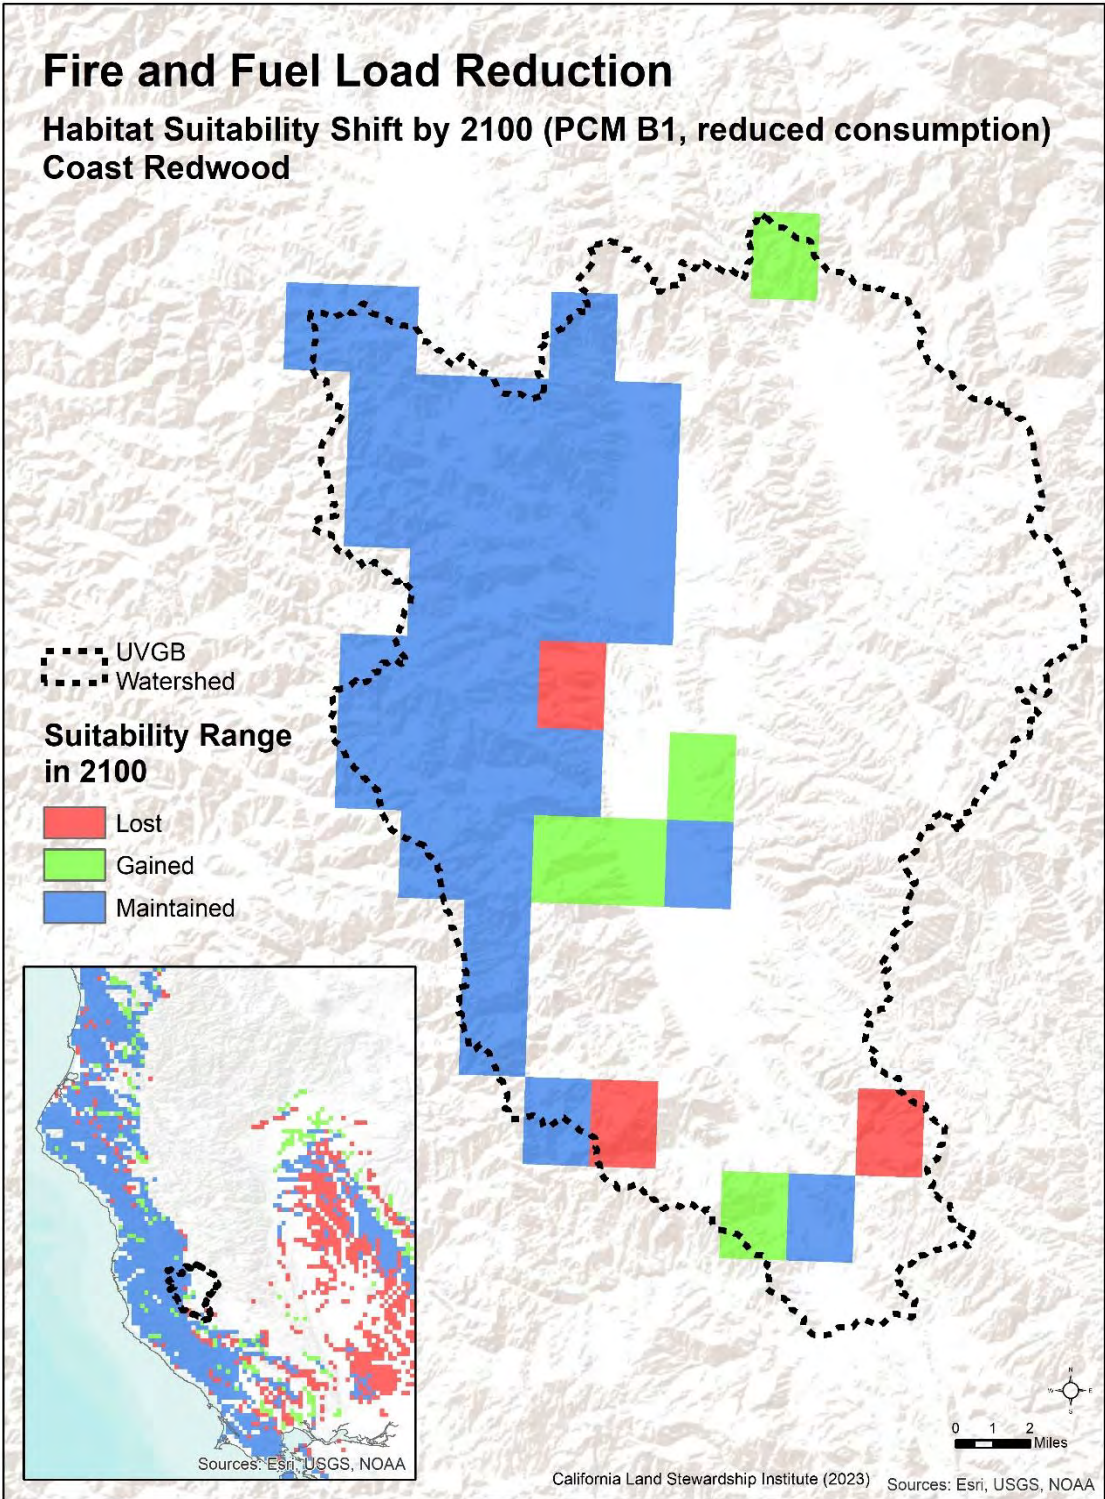 Fire and Fuel Load Reduction
Habitat Suitability Shift by 2100 (PCM B1, reduced consumption)
Coast Redwood
UVGB
Watershed
Suitability Range
in 2100
Lost
Gained
Maintained
Sources: Esri, USGS, NOAA
N
W E
S
0 1 2
Miles
California Land Stewardship Institute (2023)
Sources: Esri, USGS, NOAA